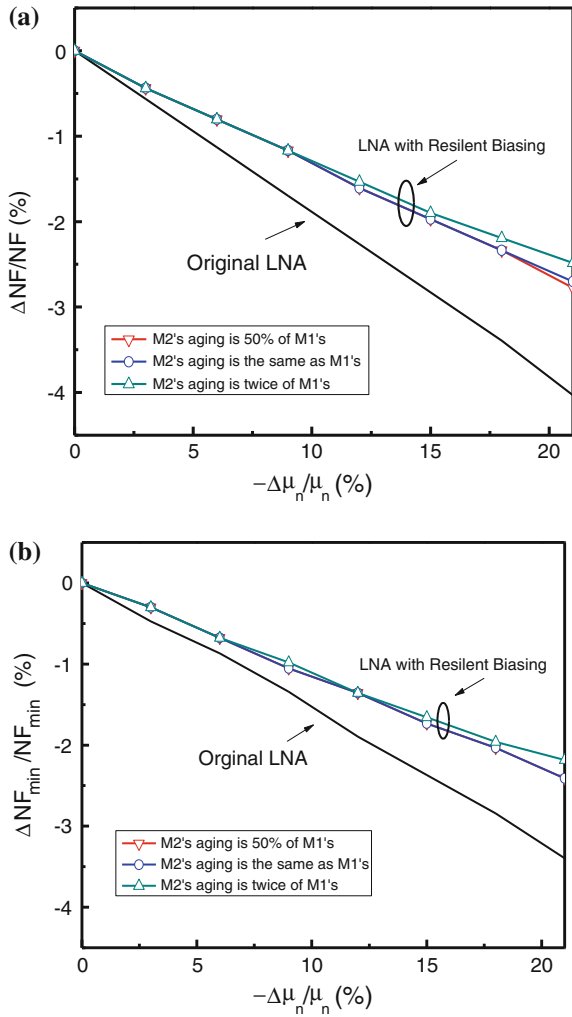 (a)
0
-1
-2
-3
-4
ΔNF/NF (%)
LNA with Resilent Biasing
Original LNA
M2's aging is 50% of M1's
M2's aging is the same as M1's
M2's aging is twice of M1's
0 5 10 15 20
-Δμn/μn (%)
(b)
0
-1
-2
-3
-4
ΔNFmin/NFmin (%)
LNA with Resilent Biasing
Orginal LNA
M2's aging is 50% of M1's
M2's aging is the same as M1's
M2's aging is twice of M1's
0 5 10 15 20
-Δμn/μn (%)